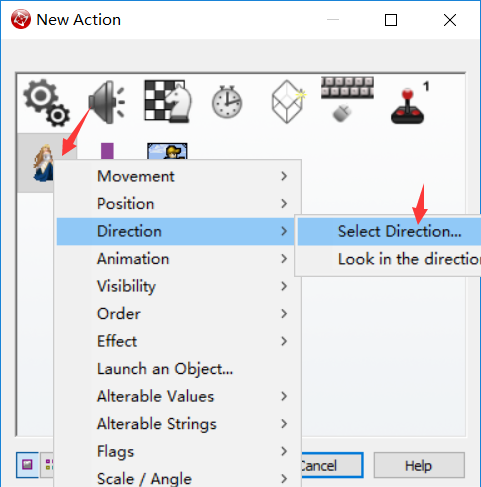 New Action
1
Movement
Position
Direction
Select Direction...
Animation
Look in the direction
Visibility
Order
Effect
Launch an Object...
Alterable Values
Alterable Strings
Flags
Scale / Angle
Cancel
Help